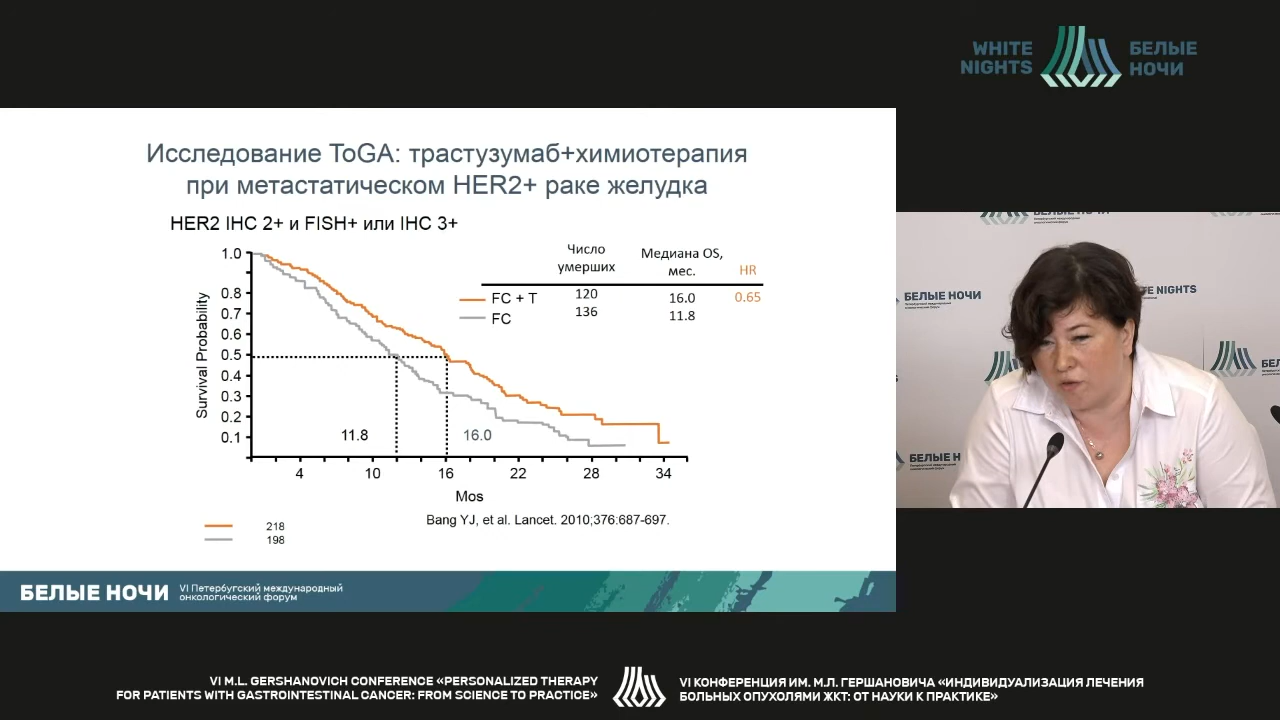 WHITE
NIGHTS
БЕЛЫЕ
НОЧИ
Исследование ToGA: трастузумаб+химиотерапия
при метастатическом HER2+ раке желудка
HER2 IHC 2+ и FISH+ или IHC 3+
Число
умерших
Медиана OS,
мес.
HR
FC + T 120 16.0 0.65
FC 136 11.8
Survival Probability
1.0
0.8
0.7
0.6
0.5
0.4
0.3
0.2
0.1
11.8 16.0
4 10 16 22 28 34
Mos
Bang YJ, et al. Lancet. 2010;376:687-697.
218
198
БЕЛЫЕ НОЧИ
VI Петербугский международный
онкологический форум
БЕЛЫЕ НОЧИ
TE NIGHTS
БЕЛЫЕ Н
VI M.L. GERSHANOVICH CONFERENCE «PERSONALIZED THERAPY
FOR PATIENTS WITH GASTROINTESTINAL CANCER: FROM SCIENCE TO PRACTICE»
VI КОНФЕРЕНЦИЯ ИМ. М.Л. ГЕРШАНОВИЧА «ИНДИВИДУАЛИЗАЦИЯ ЛЕЧЕНИЯ
БОЛЬНЫХ ОПУХОЛЯМИ ЖКТ: ОТ НАУКИ К ПРАКТИКЕ»